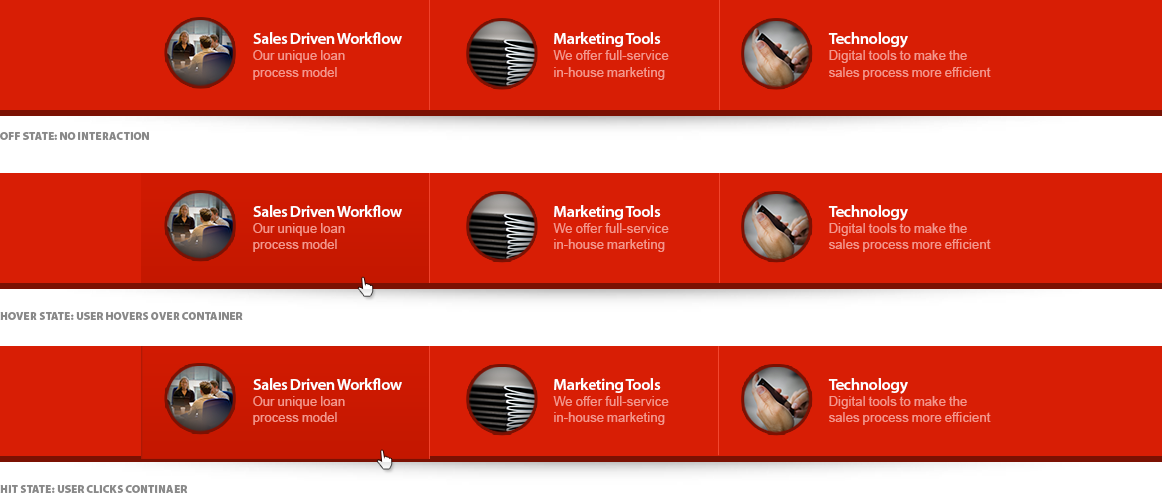 Sales Driven Workflow
Our unique loan
process model
Marketing Tools
We offer full-service
in-house marketing
Technology
Digital tools to make the
sales process more efficient
OFF STATE: NO INTERACTION
Sales Driven Workflow
Our unique loan
process model
Marketing Tools
We offer full-service
in-house marketing
Technology
Digital tools to make the
sales process more efficient
HOVER STATE: USER HOVERS OVER CONTAINER
Sales Driven Workflow
Our unique loan
process model
Marketing Tools
We offer full-service
in-house marketing
Technology
Digital tools to make the
sales process more efficient
HIT STATE: USER CLICKS CONTINAER